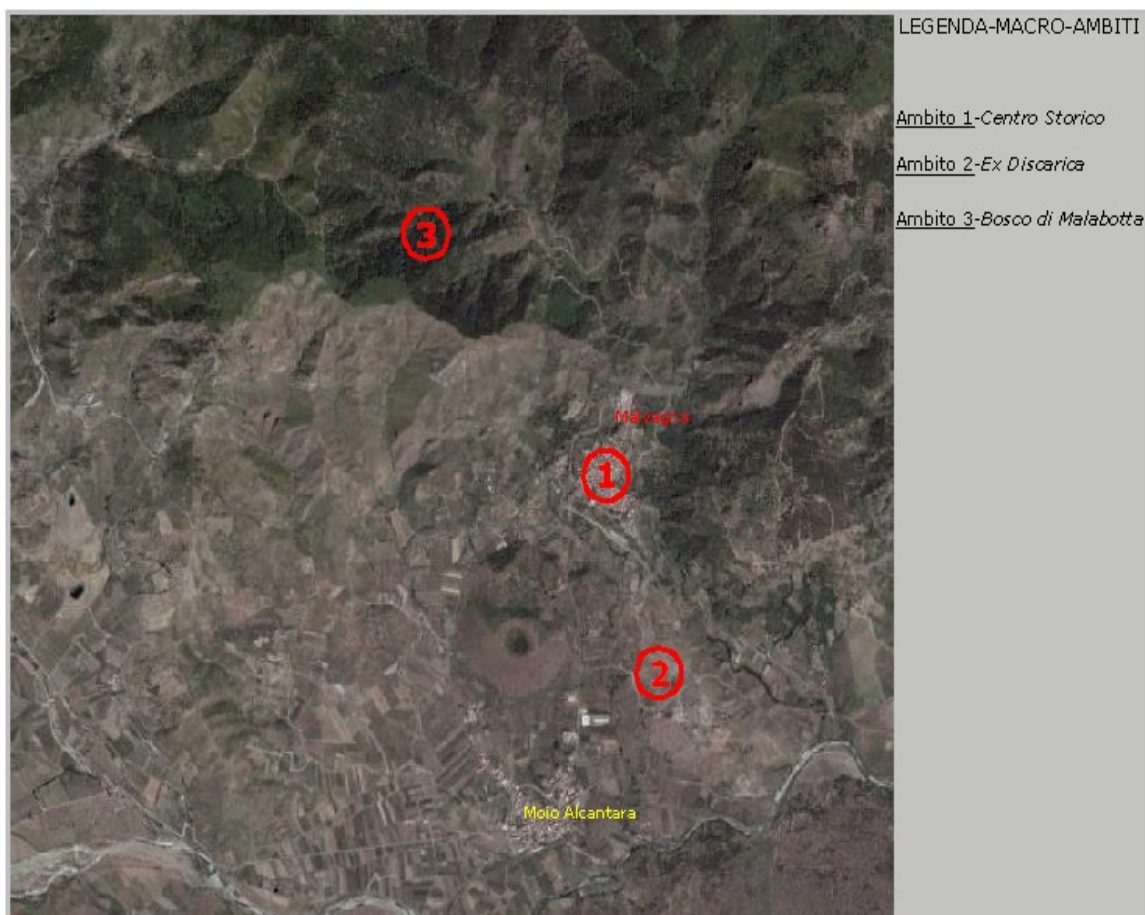 LEGENDA-MACRO-AMBITI
Ambito 1-Centro Storico
Ambito 2-Ex Discarica
Ambito 3-Bosco di Malabotta
3
Malvagna
1
2
Moio Alcantara